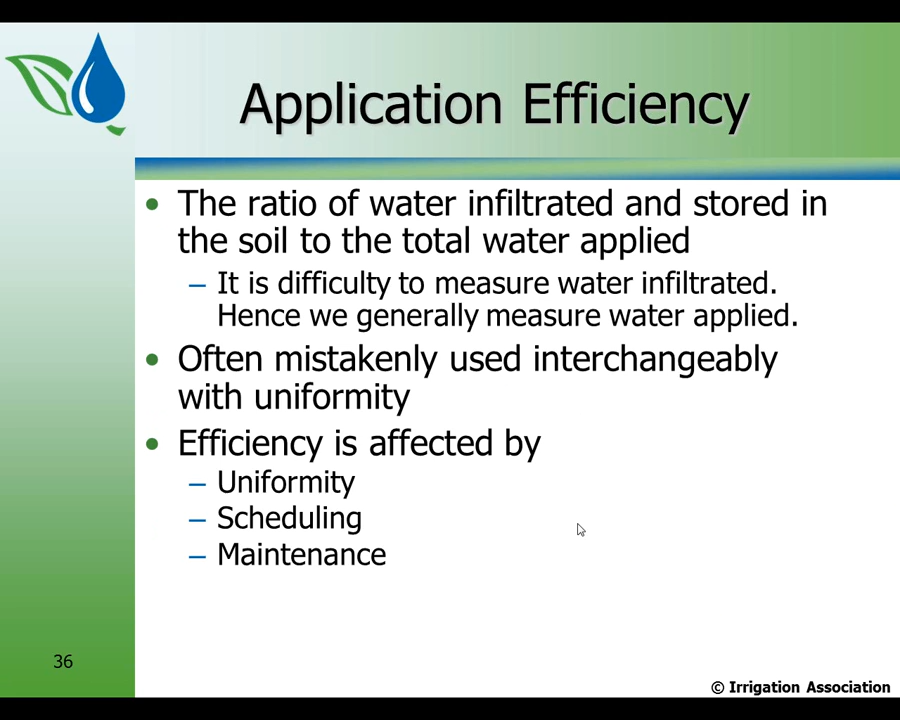 Application Efficiency
• The ratio of water infiltrated and stored in
the soil to the total water applied
– It is difficulty to measure water infiltrated.
Hence we generally measure water applied.
• Often mistakenly used interchangeably
with uniformity
• Efficiency is affected by
– Uniformity
– Scheduling
– Maintenance
36
© Irrigation Association